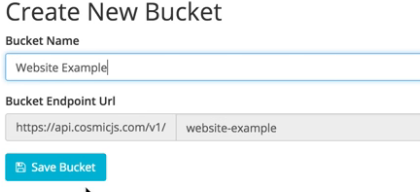 Create New Bucket
Bucket Name
Website Example
Bucket Endpoint Url
https://api.cosmicjs.com/v1/ website-example
Save Bucket